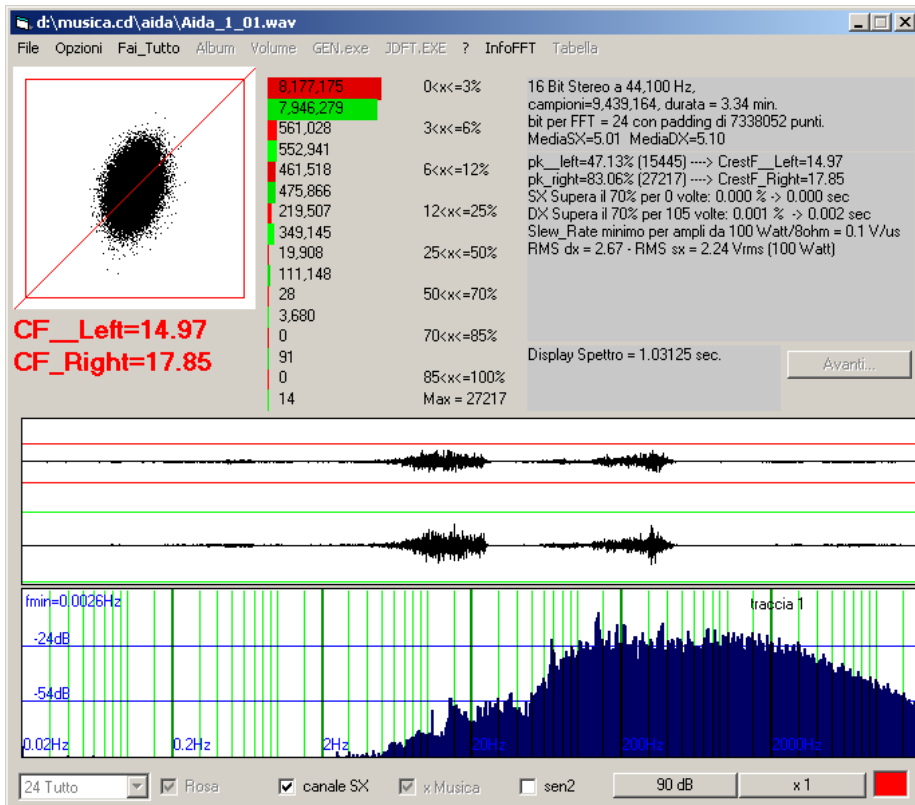 d:\musica.cd\aida\Aida_1_01.wav
File Opzioni Fai_Tutto Album Volume GEN.exe JDFT.EXE ? InfoFFT Tabella
8,177,175 0<x<=3%
7,946,279
561,028 3<x<=6%
552,941
461,518 6<x<=12%
475,866
219,507 12<x<=25%
349,145
19,908 25<x<=50%
111,148
28 50<x<=70%
3,680
0 70<x<=85%
91
0 85<x<=100%
14 Max = 27217
16 Bit Stereo a 44,100 Hz,
campioni=9,439,164, durata = 3.34 min.
bit per FFT = 24 con padding di 7338052 punti.
MediaSX=5.01 MediaDX=5.10
pk__left=47.13% (15445) ----> CrestF__Left=14.97
pk_right=83.06% (27217) ----> CrestF_Right=17.85
SX Supera il 70% per 0 volte: 0.000 % -> 0.000 sec
DX Supera il 70% per 105 volte: 0.001 % -> 0.002 sec
Slew_Rate minimo per ampli da 100 Watt/8ohm = 0.1 V/us
RMS dx = 2.67 - RMS sx = 2.24 Vrms (100 Watt)
CF__Left=14.97
CF_Right=17.85
Display Spettro = 1.03125 sec.
Avanti...
fmin=0.0026Hz
traccia 1
-24dB
-54dB
0.02Hz 0.2Hz 2Hz 20Hz 200Hz 2000Hz
24 Tutto Rosa canale SX x Musica sen2 90 dB x 1